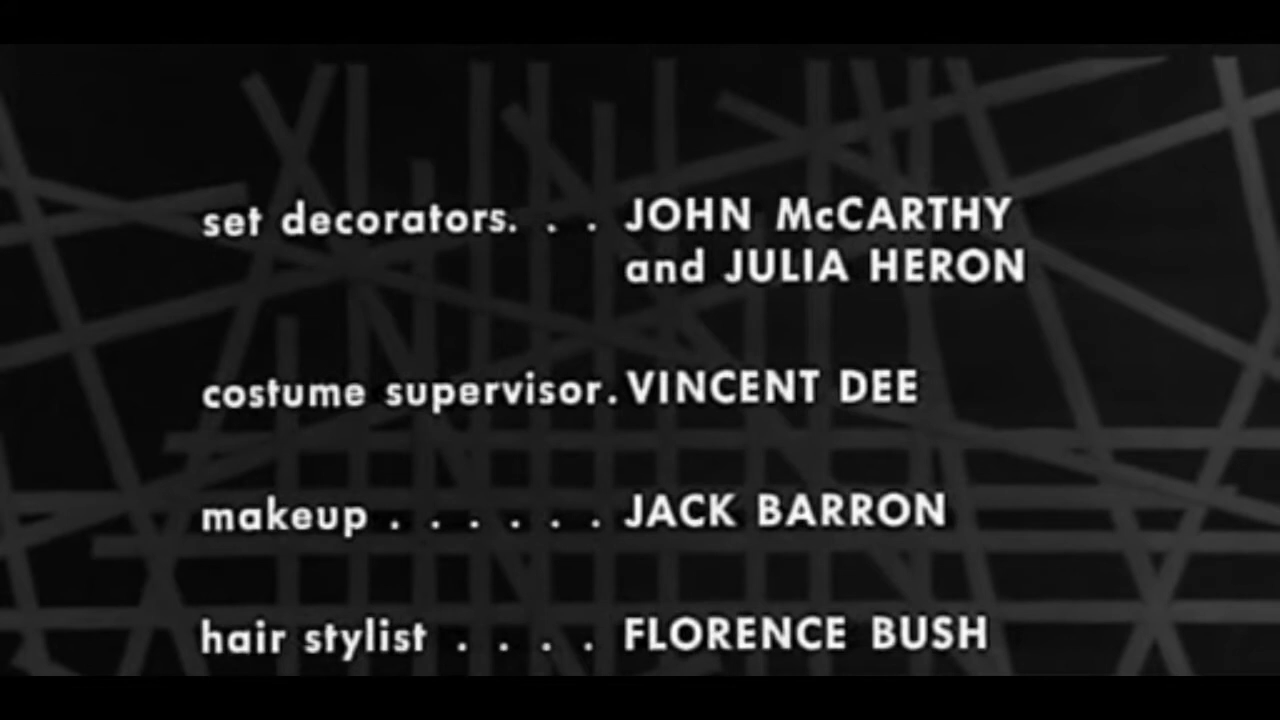 set decorators. . . JOHN McCARTHY
and JULIA HERON
costume supervisor. VINCENT DEE
makeup . . . . . . JACK BARRON
hair stylist . . . . FLORENCE BUSH